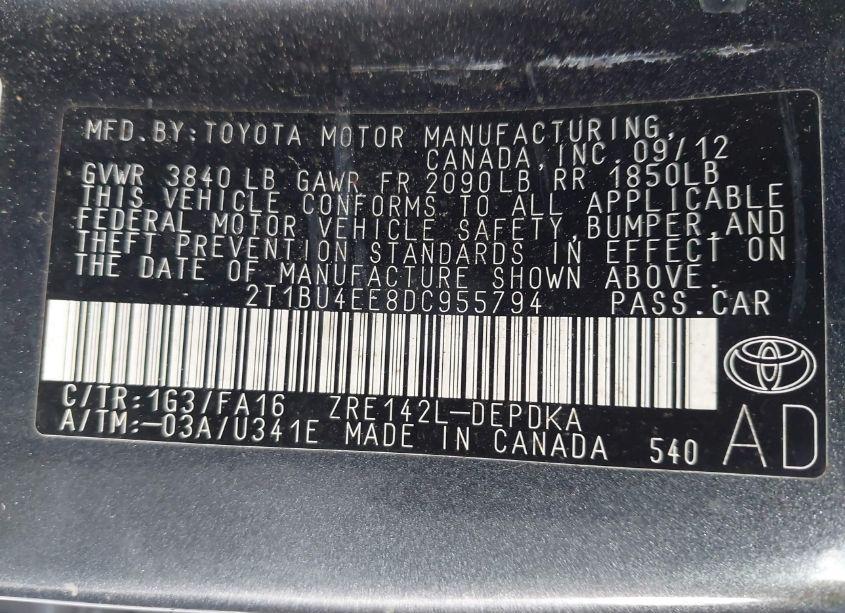 MFD.BY:TOYOTA MOTOR MANUFACTURING,
CANADA,INC.09/12
GVWR 3840LB GAWR FR 2090LB RR 1850LB
THIS VEHICLE CONFORMS TO ALL APPLICABLE
FEDERAL MOTOR VEHICLE SAFETY,BUMPER,AND
THEFT PREVENTION STANDARDS IN EFFECT ON
THE DATE OF MANUFACTURE SHOWN ABOVE.
2T1BU4EE8DC955794 PASS.CAR
C/TR:1G3/FA16 ZRE142L-DEPDKA
A/TM:-03A/U341E MADE IN CANADA 540
AD